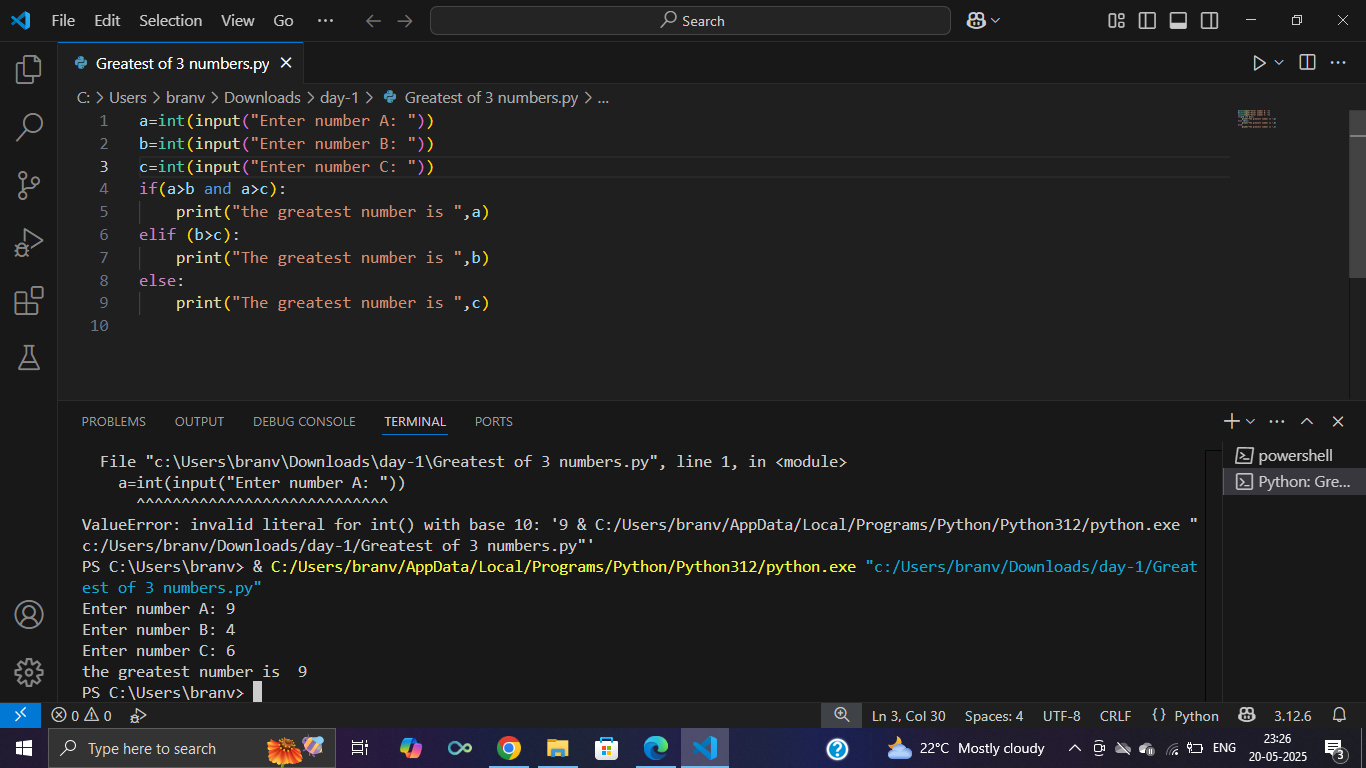 File Edit Selection View Go ··· Search
Greatest of 3 numbers.py
C: > Users > branv > Downloads > day-1 > Greatest of 3 numbers.py > ...
1 a=int(input("Enter number A: "))
2 b=int(input("Enter number B: "))
3 c=int(input("Enter number C: "))
4 if(a>b and a>c):
5     print("the greatest number is ",a)
6 elif (b>c):
7     print("The greatest number is ",b)
8 else:
9     print("The greatest number is ",c)
10
PROBLEMS OUTPUT DEBUG CONSOLE TERMINAL PORTS
powershell
Python: Gre...
  File "c:\Users\branv\Downloads\day-1\Greatest of 3 numbers.py", line 1, in <module>
    a=int(input("Enter number A: "))
      ^^^^^^^^^^^^^^^^^^^^^^^^^^^^
ValueError: invalid literal for int() with base 10: '9 & C:/Users/branv/AppData/Local/Programs/Python/Python312/python.exe "
c:/Users/branv/Downloads/day-1/Greatest of 3 numbers.py"'
PS C:\Users\branv> & C:/Users/branv/AppData/Local/Programs/Python/Python312/python.exe "c:/Users/branv/Downloads/day-1/Great
est of 3 numbers.py"
Enter number A: 9
Enter number B: 4
Enter number C: 6
the greatest number is  9
PS C:\Users\branv>
0 0 Ln 3, Col 30 Spaces: 4 UTF-8 CRLF {} Python 3.12.6
Type here to search 22°C Mostly cloudy ENG 23:26
20-05-2025 3